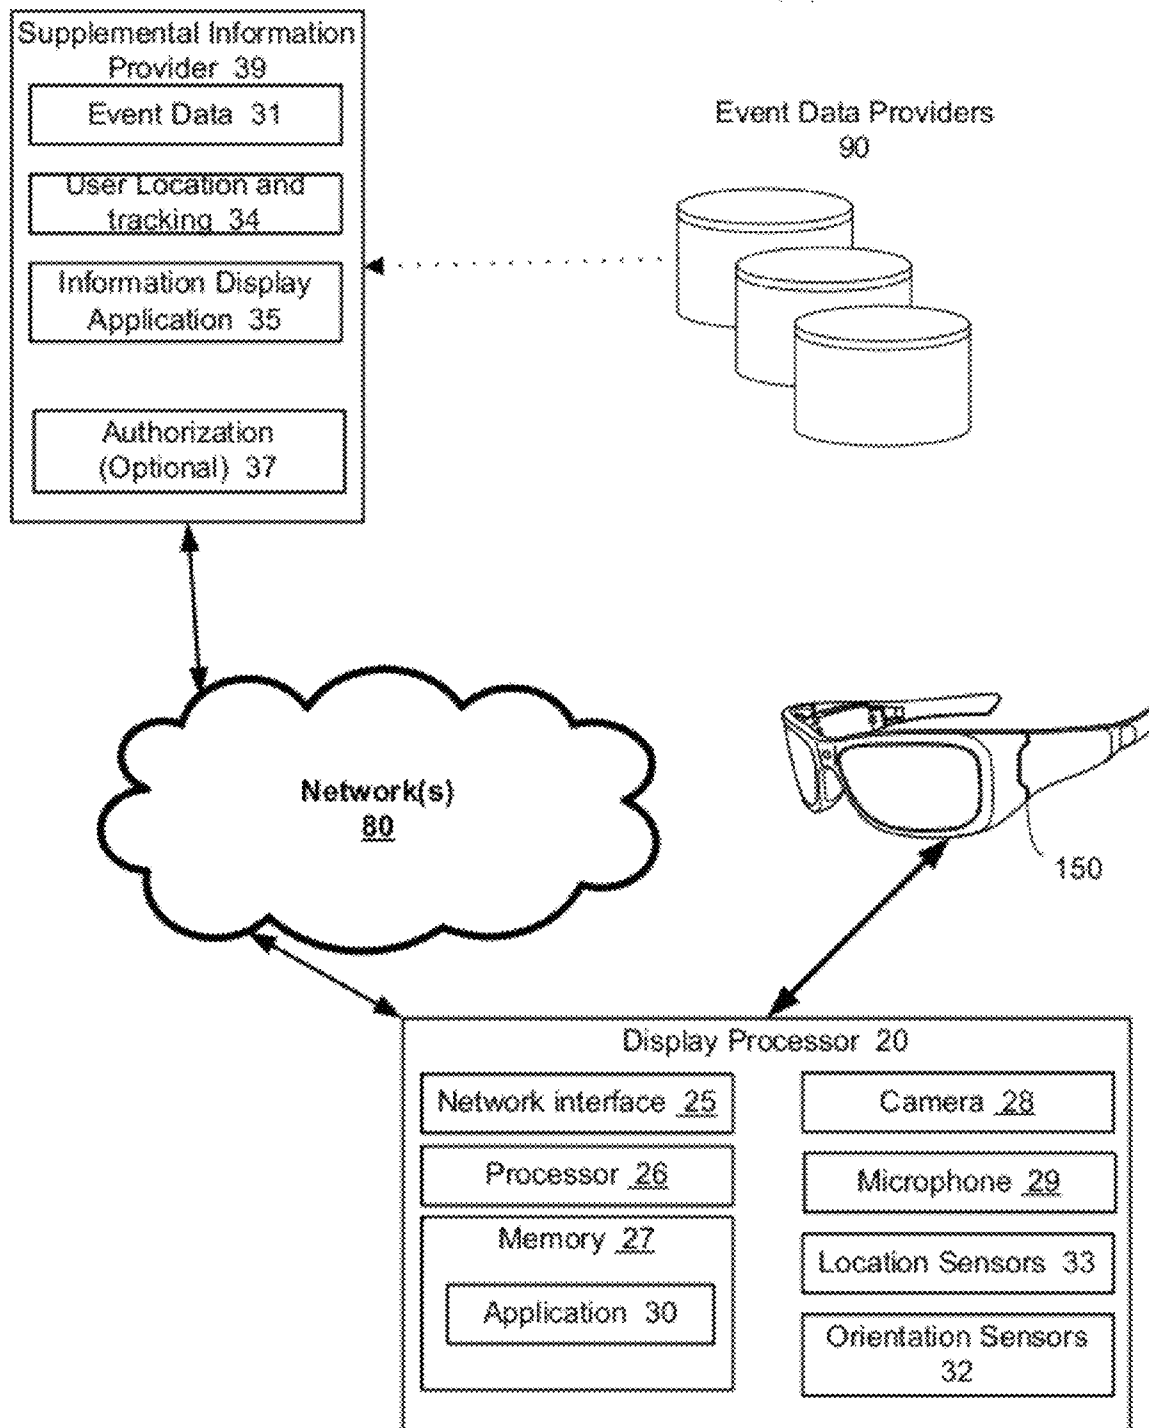 Supplemental Information
Provider 39
Event Data 31
User Location and
tracking 34
Information Display
Application 35
Authorization
(Optional) 37
Event Data Providers
90
Network(s)
80
150
Display Processor 20
Network interface 25
Processor 26
Memory 27
Application 30
Camera 28
Microphone 29
Location Sensors 33
Orientation Sensors
32